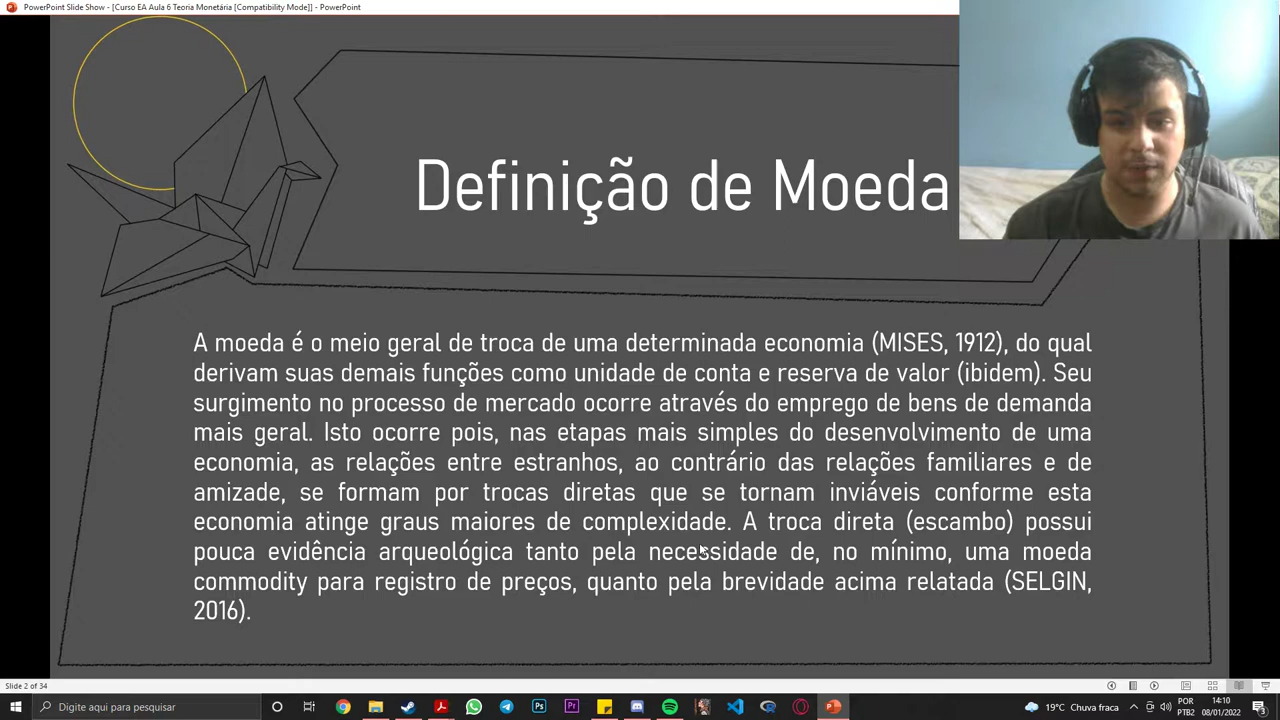 PowerPoint Slide Show - [Curso EA Aula 6 Teoria Monetária [Compatibility Mode]] - PowerPoint
Definição de Moeda
A moeda é o meio geral de troca de uma determinada economia (MISES, 1912), do qual
derivam suas demais funções como unidade de conta e reserva de valor (ibidem). Seu
surgimento no processo de mercado ocorre através do emprego de bens de demanda
mais geral. Isto ocorre pois, nas etapas mais simples do desenvolvimento de uma
economia, as relações entre estranhos, ao contrário das relações familiares e de
amizade, se formam por trocas diretas que se tornam inviáveis conforme esta
economia atinge graus maiores de complexidade. A troca direta (escambo) possui
pouca evidência arqueológica tanto pela necessidade de, no mínimo, uma moeda
commodity para registro de preços, quanto pela brevidade acima relatada (SELGIN,
2016).
Slide 2 of 34
Digite aqui para pesquisar
Ps
Pr
19°C Chuva fraca
POR
PTB2
14:10
08/01/2022
3